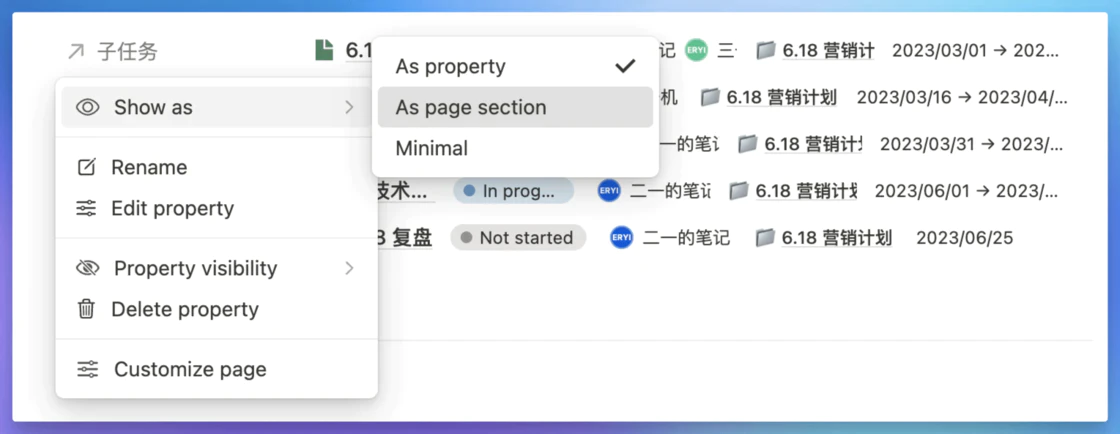 子任务
6.1
As property
记 ERYI 三
6.18 营销计
2023/03/01 → 202...
Show as
As page section
机
6.18 营销计划
2023/03/16 → 2023/04/...
Minimal
一的笔
6.18 营销计
2023/03/31 → 2023/...
Rename
技术...
In prog...
ERYI 二一的笔
6.18 营销计
2023/06/01 → 2023/...
Edit property
8 复盘
Not started
ERYI 二一的笔记
6.18 营销计划
2023/06/25
Property visibility
Delete property
Customize page